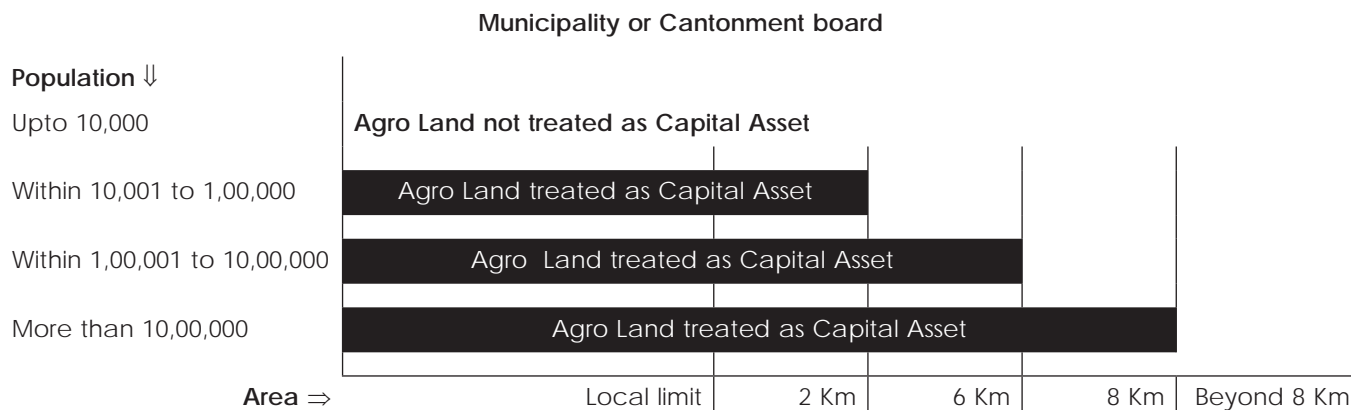 Municipality or Cantonment board
Population ⇓
Upto 10,000 Agro Land not treated as Capital Asset
Within 10,001 to 1,00,000 Agro Land treated as Capital Asset
Within 1,00,001 to 10,00,000 Agro Land treated as Capital Asset
More than 10,00,000 Agro Land treated as Capital Asset
Area ⇒ Local limit 2 Km 6 Km 8 Km Beyond 8 Km